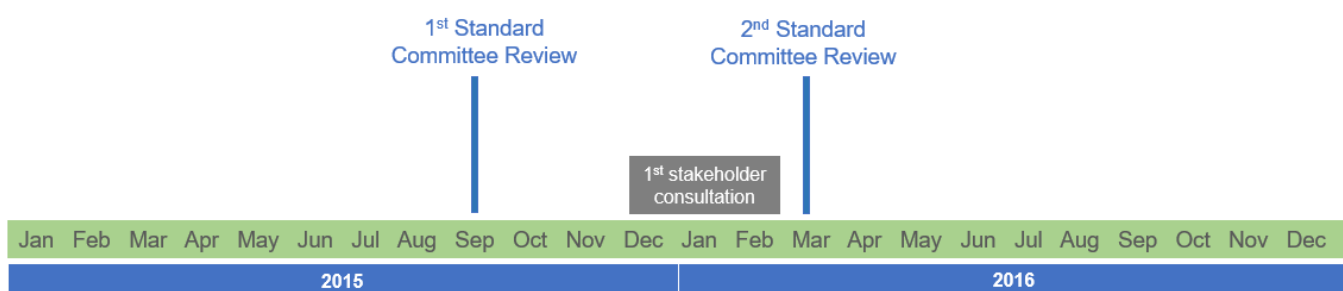 1st Standard
Committee Review
2nd Standard
Committee Review
1st stakeholder
consultation
Jan Feb Mar Apr May Jun Jul Aug Sep Oct Nov Dec Jan Feb Mar Apr May Jun Jul Aug Sep Oct Nov Dec
2015 2016